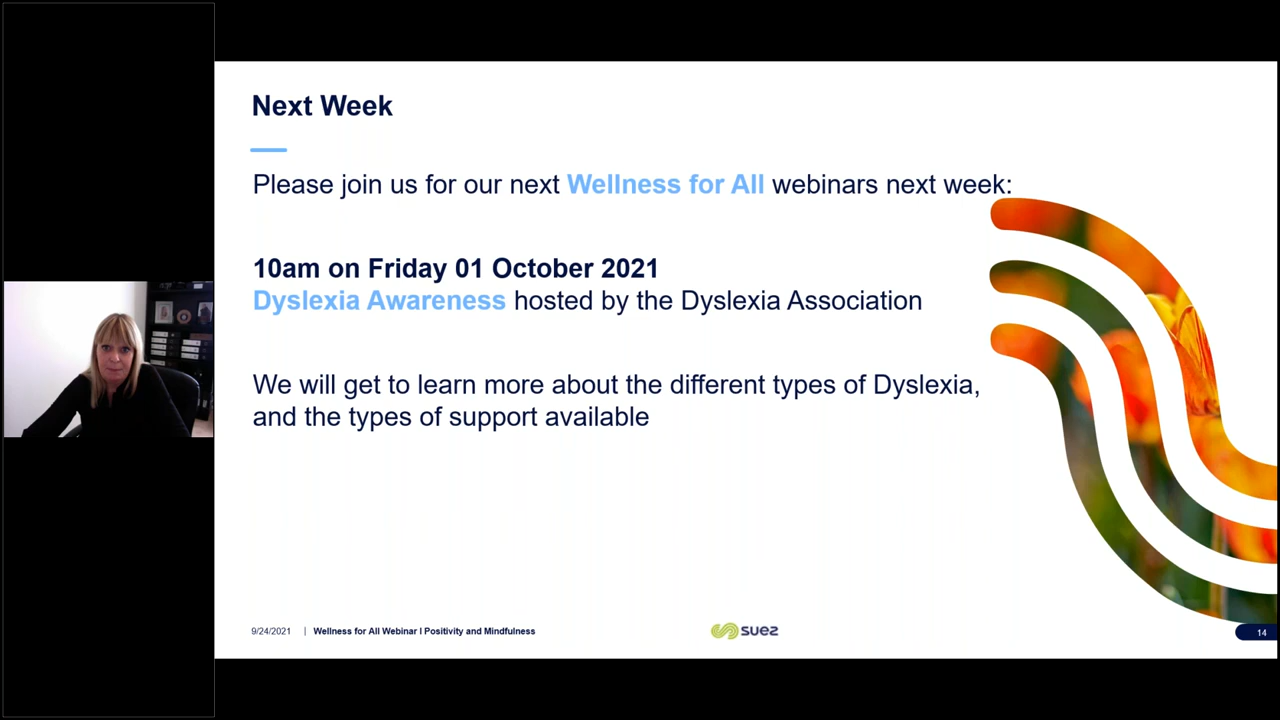 Next Week
Please join us for our next Wellness for All webinars next week:
10am on Friday 01 October 2021
Dyslexia Awareness hosted by the Dyslexia Association
We will get to learn more about the different types of Dyslexia,
and the types of support available
9/24/2021 | Wellness for All Webinar I Positivity and Mindfulness
suez
14